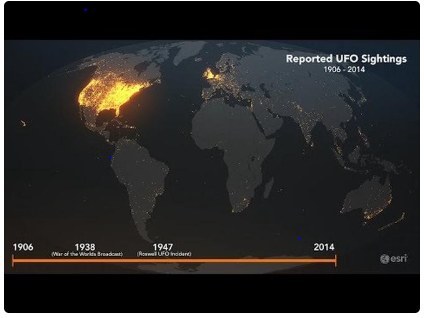 Reported UFO Sightings
1906 - 2014
1906 1938 1947 2014
(War of the Worlds Broadcast) (Roswell UFO Incident)
esri